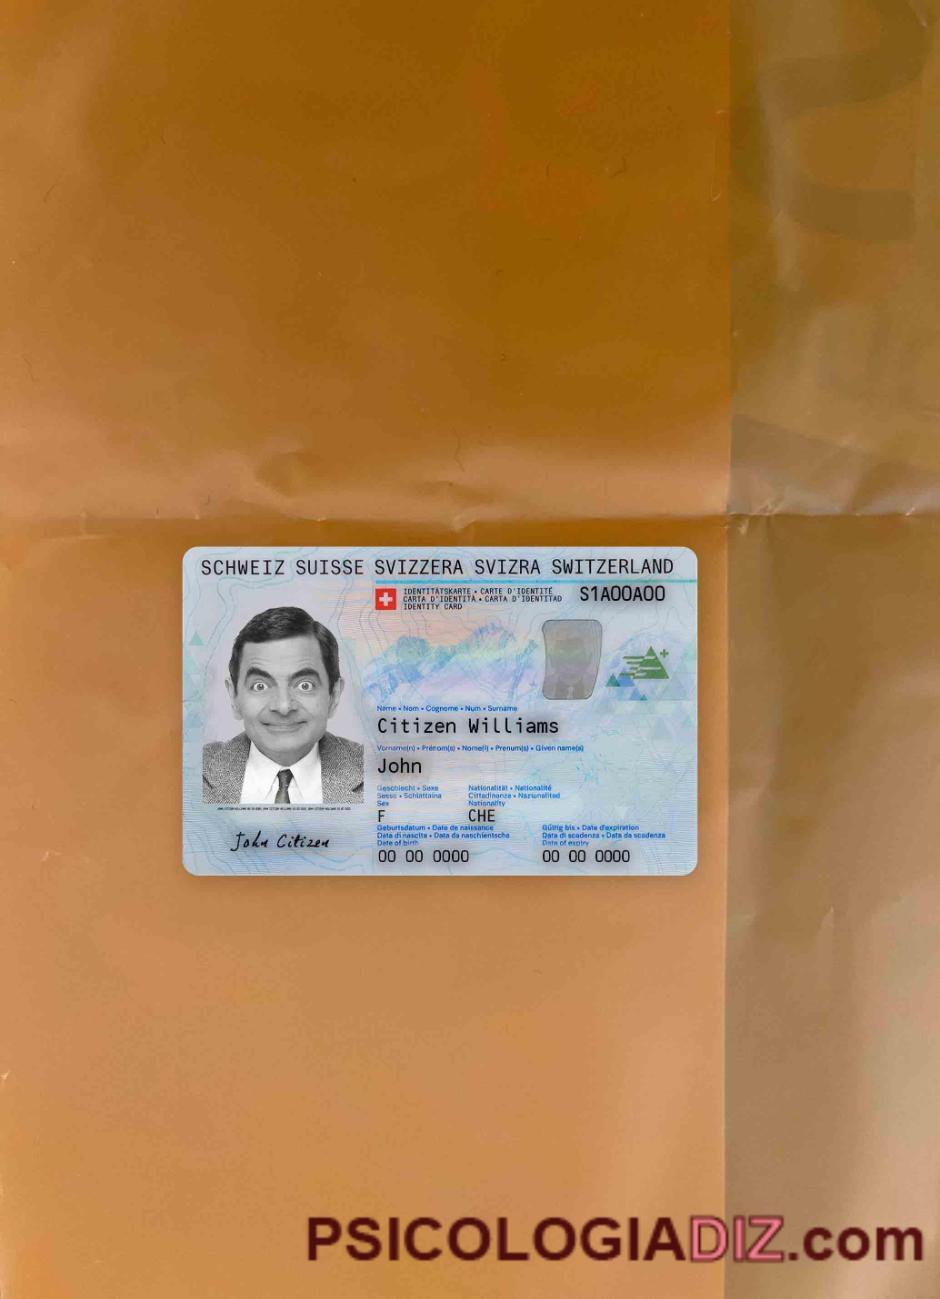 SCHWEIZ SUISSE SVIZZERA SVIZRA SWITZERLAND
IDENTITÄTSKARTE • CARTE D'IDENTITÉ
CARTA D'IDENTITÀ • CARTA D'IDENTITAD
IDENTITY CARD
S1A00A00
Name • Nom • Cognome • Num • Surname
Citizen Williams
Vorname(n) • Prénom(s) • Nome(i) • Prenum(s) • Given name(s)
John
Geschlecht • Sexe
Sesso • Schlattaina
Sex
F
Nationalität • Nationalité
Cittadinanza • Naziunalitad
Nationality
CHE
Geburtsdatum • Date de naissance
Data di nascita • Data da naschientscha
Date of birth
00 00 0000
Gültig bis • Date d'expiration
Data di scadenza • Data da scadenza
Date of expiry
00 00 0000
John Citizen
PSICOLOGIADIZ.com